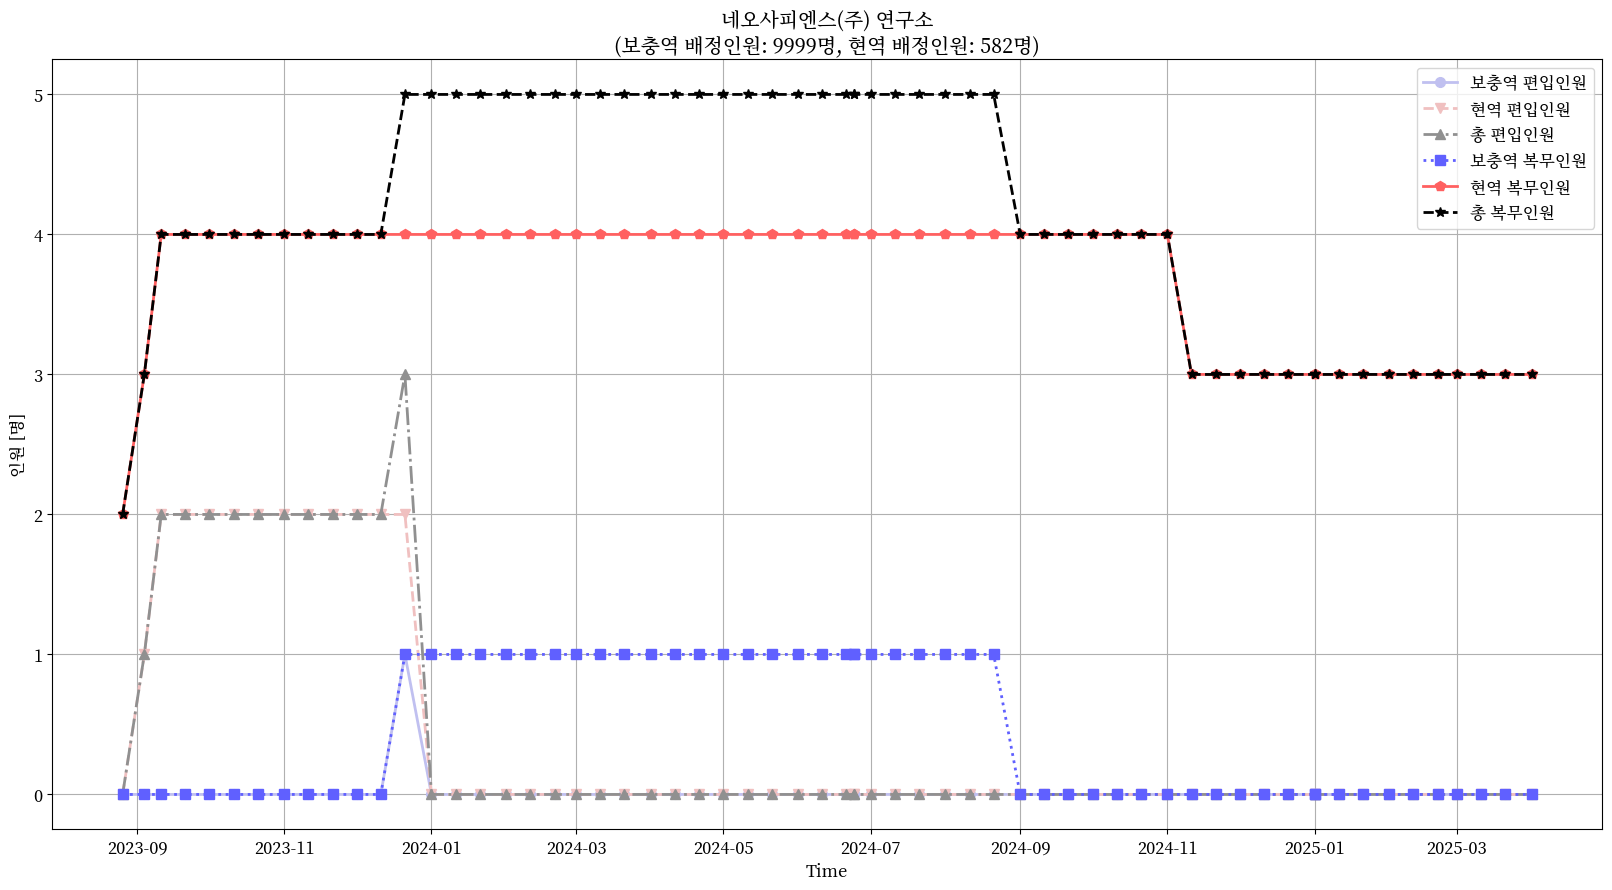 네오사피엔스(주) 연구소
(보충역 배정인원: 9999명, 현역 배정인원: 582명)
보충역 편입인원
현역 편입인원
총 편입인원
보충역 복무인원
현역 복무인원
총 복무인원
인원 [명]
5
4
3
2
1
0
2023-09 2023-11 2024-01 2024-03 2024-05 2024-07 2024-09 2024-11 2025-01 2025-03
Time